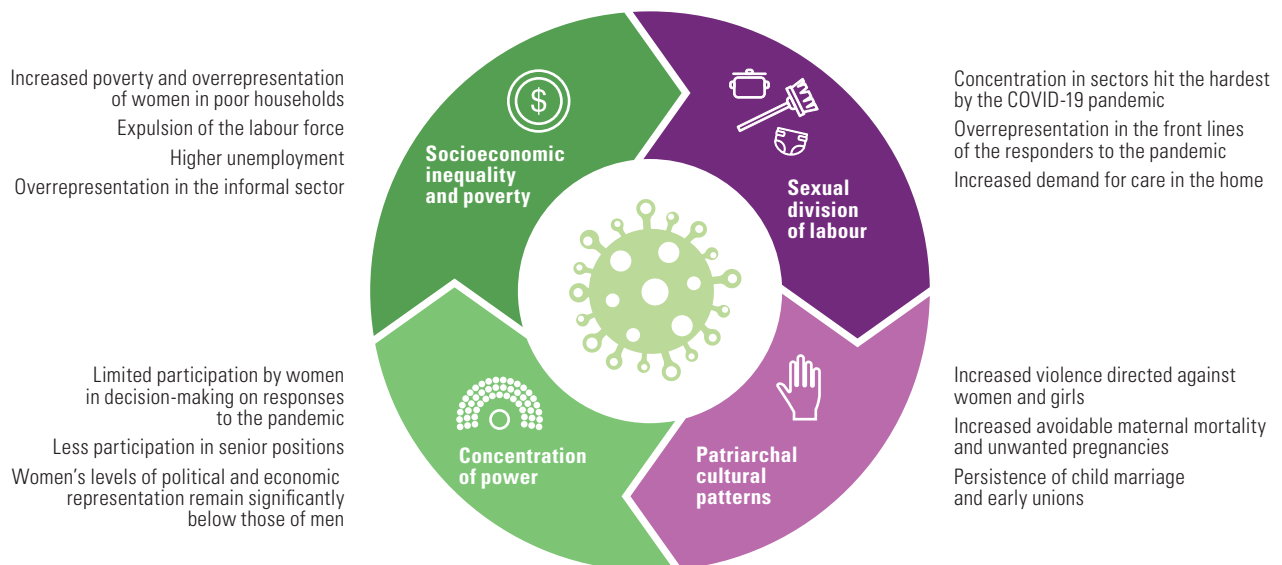 Increased poverty and overrepresentation
of women in poor households
Expulsion of the labour force
Higher unemployment
Overrepresentation in the informal sector
$
Socioeconomic
inequality
and poverty
Sexual
division
of labour
Concentration in sectors hit the hardest
by the COVID-19 pandemic
Overrepresentation in the front lines
of the responders to the pandemic
Increased demand for care in the home
Limited participation by women
in decision-making on responses
to the pandemic
Less participation in senior positions
Women's levels of political and economic
representation remain significantly
below those of men
Concentration
of power
Patriarchal
cultural
patterns
Increased violence directed against
women and girls
Increased avoidable maternal mortality
and unwanted pregnancies
Persistence of child marriage
and early unions